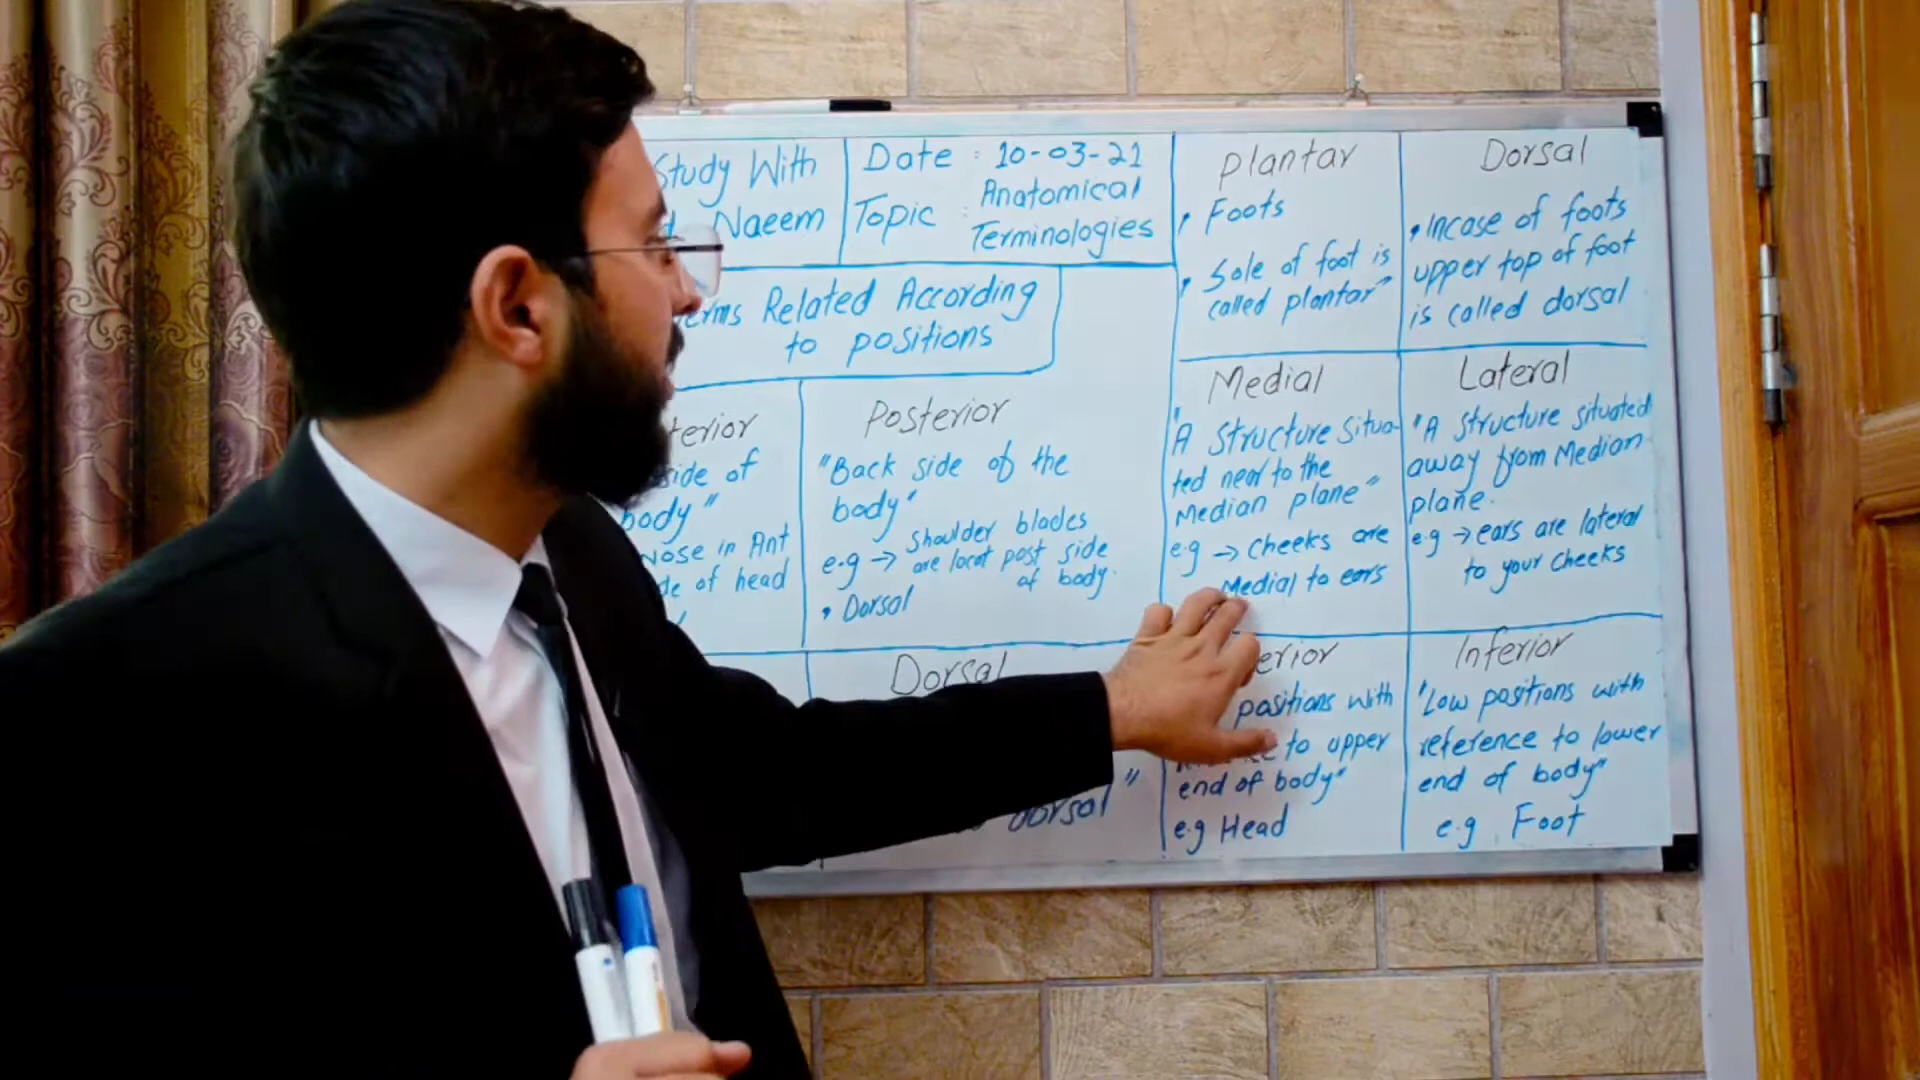 Study With
Naeem
Date : 10-03-21
Topic : Anatomical
Terminologies
Terms Related According
to positions
terior
side of
body"
Nose in Ant
de of head
Posterior
"Back side of the
body"
e.g → Shoulder blades
are locat post side
of body.
• Dorsal
Dorsal
dorsal"
Plantar
• Foots
• Sole of foot is
called plantar"
Dorsal
• Incase of foots
upper top of foot
is called dorsal
Medial
"A structure situa-
ted near to the
Median plane"
e.g → Cheeks are
Medial to ears
Lateral
"A structure situated
away from Median
plane.
e.g → ears are lateral
to your cheeks
erior
positions with
to upper
end of body"
e.g Head
Inferior
"Low positions with
reference to lower
end of body"
e.g. Foot